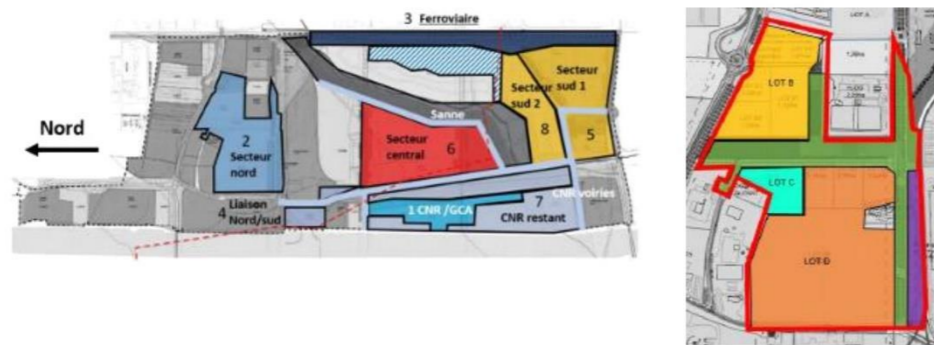 3 Ferroviaire
Secteur
sud 1
Secteur
sud 2
Nord
Sanne
2
Secteur
nord
Secteur
central
6
8
5
4
Liaison
Nord/sud
1 CNR /GCA
7
CNR voiries
CNR restant
LOT A
LOT B
LOT C
LOT D